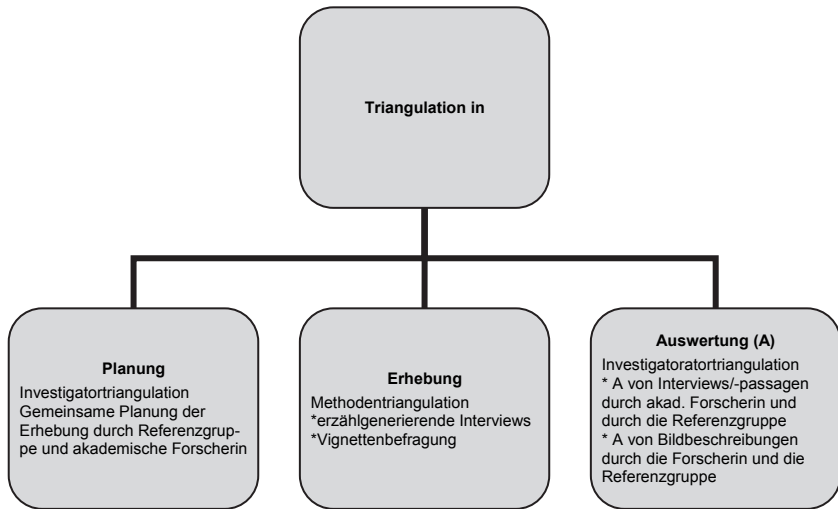 Triangulation in
Planung
Investigatortriangulation
Gemeinsame Planung der
Erhebung durch Referenzgrup-
pe und akademische Forscherin
Erhebung
Methodentriangulation
*erzählgenerierende Interviews
*Vignettenbefragung
Auswertung (A)
Investigatoratortriangulation
* A von Interviews/-passagen
durch akad. Forscherin und
durch die Referenzgruppe
* A von Bildbeschreibungen
durch die Forscherin und die
Referenzgruppe